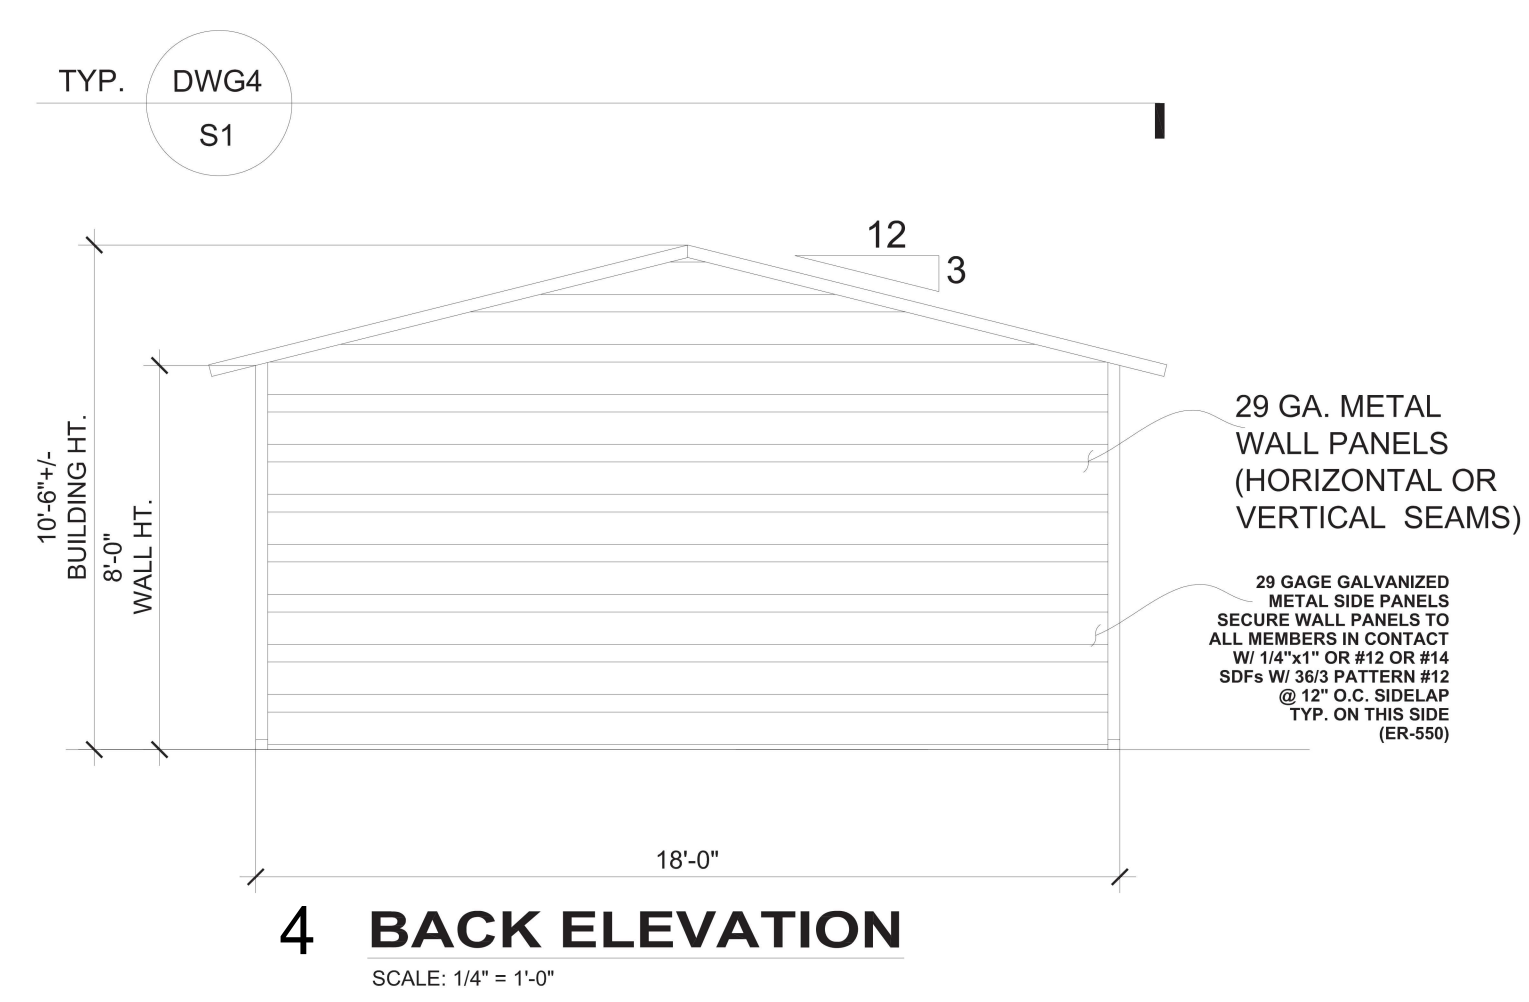 TYP.
DWG4
S1
12
3
10'-6"+/-
BUILDING HT.
8'-0"
WALL HT.
29 GA. METAL
WALL PANELS
(HORIZONTAL OR
VERTICAL  SEAMS)
29 GAGE GALVANIZED
METAL SIDE PANELS
SECURE WALL PANELS TO
ALL MEMBERS IN CONTACT
W/ 1/4"x1" OR #12 OR #14
SDFs W/ 36/3 PATTERN #12
@ 12" O.C. SIDELAP
TYP. ON THIS SIDE
(ER-550)
18'-0"
4 BACK ELEVATION
SCALE: 1/4" = 1'-0"